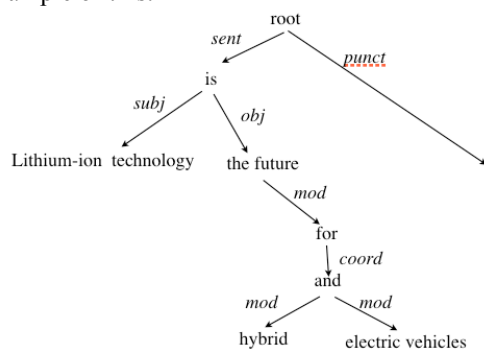 root
sent
punct
is
subj
obj
Lithium-ion technology
the future
mod
for
coord
and
mod
mod
hybrid
electric vehicles